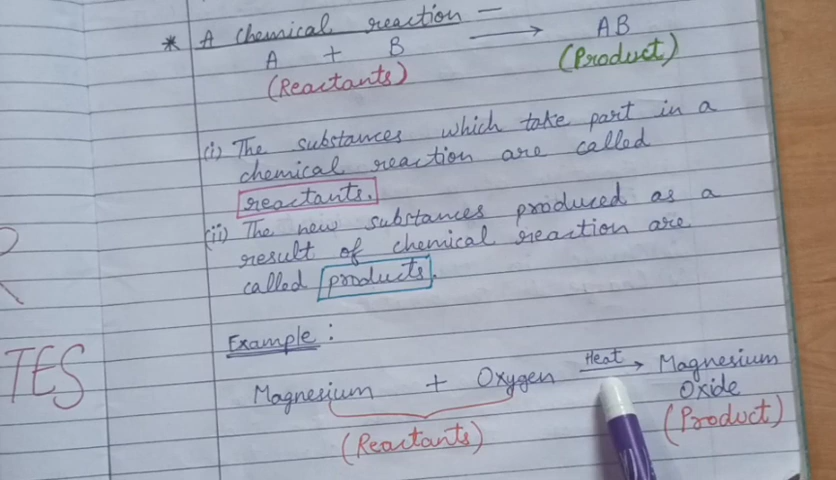 * A chemical reaction —
A + B ⟶ AB
(Reactants) (Product)
(i) The substances which take part in a
chemical reaction are called
reactants.
(ii) The new substances produced as a
result of chemical reaction are
called products.
TES
Example :
Heat
Magnesium + Oxygen ⟶ Magnesium
Oxide
(Reactants) (Product)